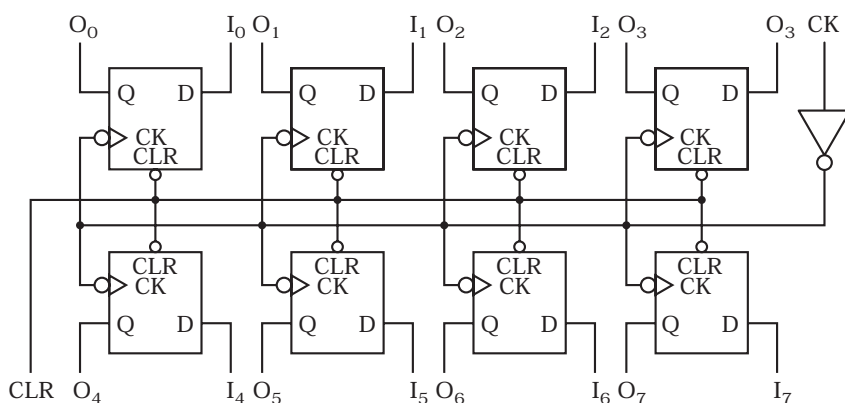 O₀ I₀ O₁ I₁ O₂ I₂ O₃ O₃ CK
Q D Q D Q D Q D
CK CK CK CK
CLR CLR CLR CLR
CLR CLR CLR CLR
CK CK CK CK
Q D Q D Q D Q D
CLR O₄ I₄ O₅ I₅ O₆ I₆ O₇ I₇